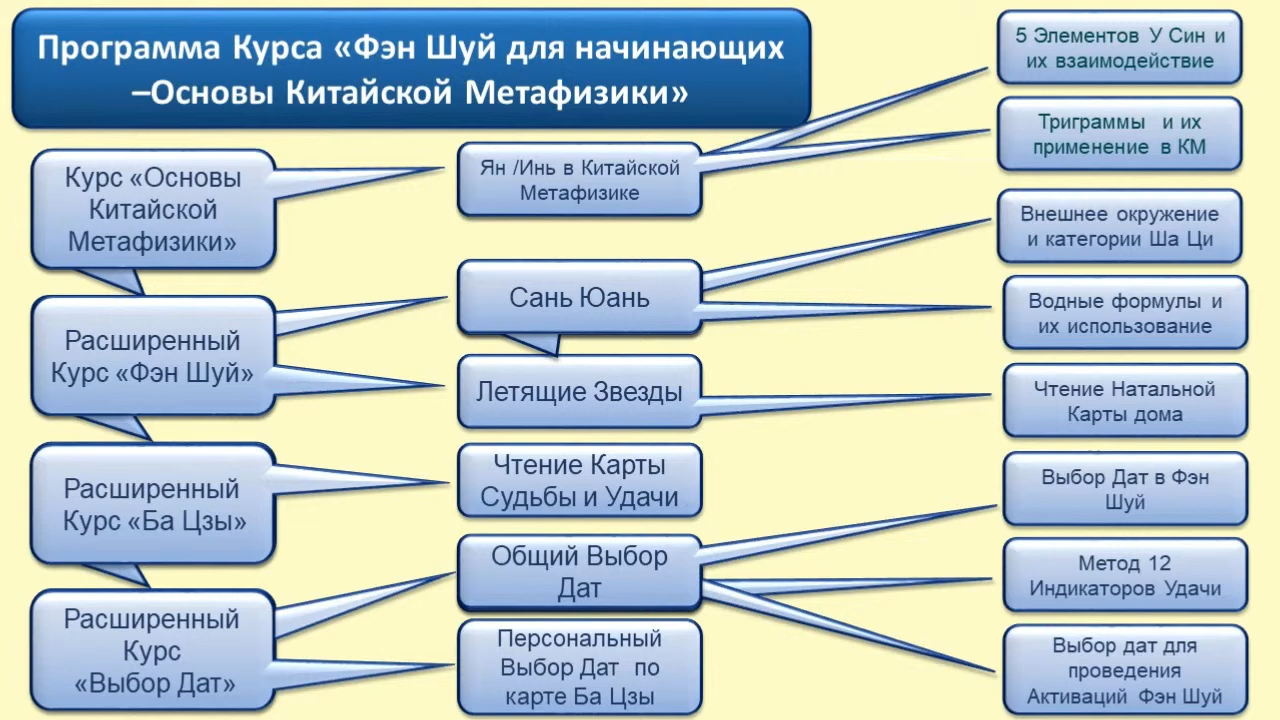 Программа Курса «Фэн Шуй для начинающих
–Основы Китайской Метафизики»
Курс «Основы
Китайской
Метафизики»
Расширенный
Курс «Фэн Шуй»
Расширенный
Курс «Ба Цзы»
Расширенный
Курс
«Выбор Дат»
Ян /Инь в Китайской
Метафизике
Сань Юань
Летящие Звезды
Чтение Карты
Судьбы и Удачи
Общий Выбор
Дат
Персональный
Выбор Дат по
карте Ба Цзы
5 Элементов У Син и
их взаимодействие
Триграммы и их
применение в КМ
Внешнее окружение
и категории Ша Ци
Водные формулы и
их использование
Чтение Натальной
Карты дома
Выбор Дат в Фэн
Шуй
Метод 12
Индикаторов Удачи
Выбор дат для
проведения
Активаций Фэн Шуй